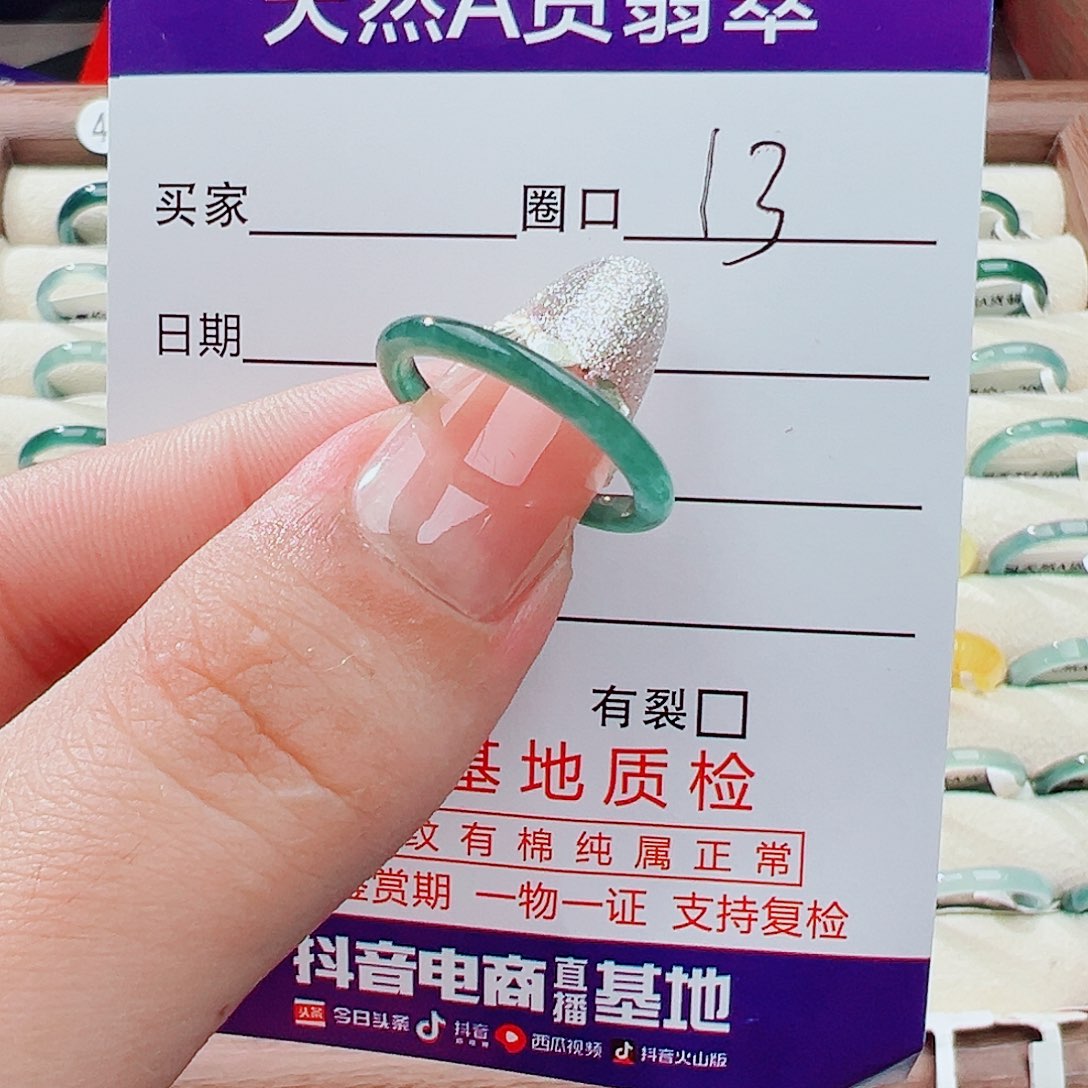 天然A货翡翠
买家 圈口 13
日期
有裂□
基地质检
纹有棉纯属正常
鉴赏期 一物一证 支持复检
抖音电商直播基地
头条 今日头条 抖音 西瓜视频 抖音火山版
4